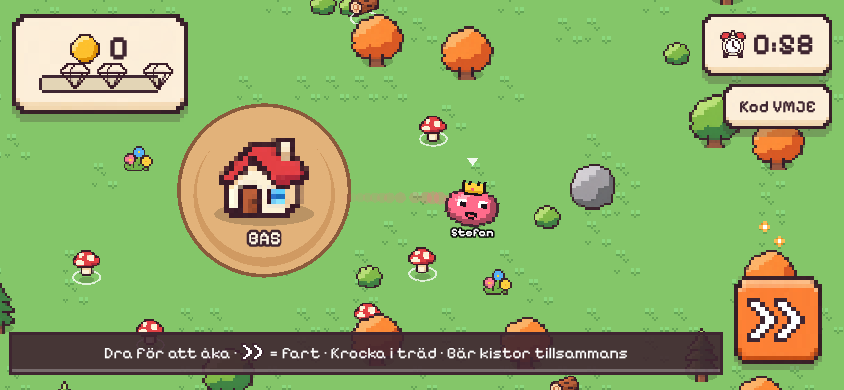 0
0:58
Kod VMJE
BAS
Stefan
Dra för att åka · » = fart · Krocka i träd · Bär kistor tillsammans